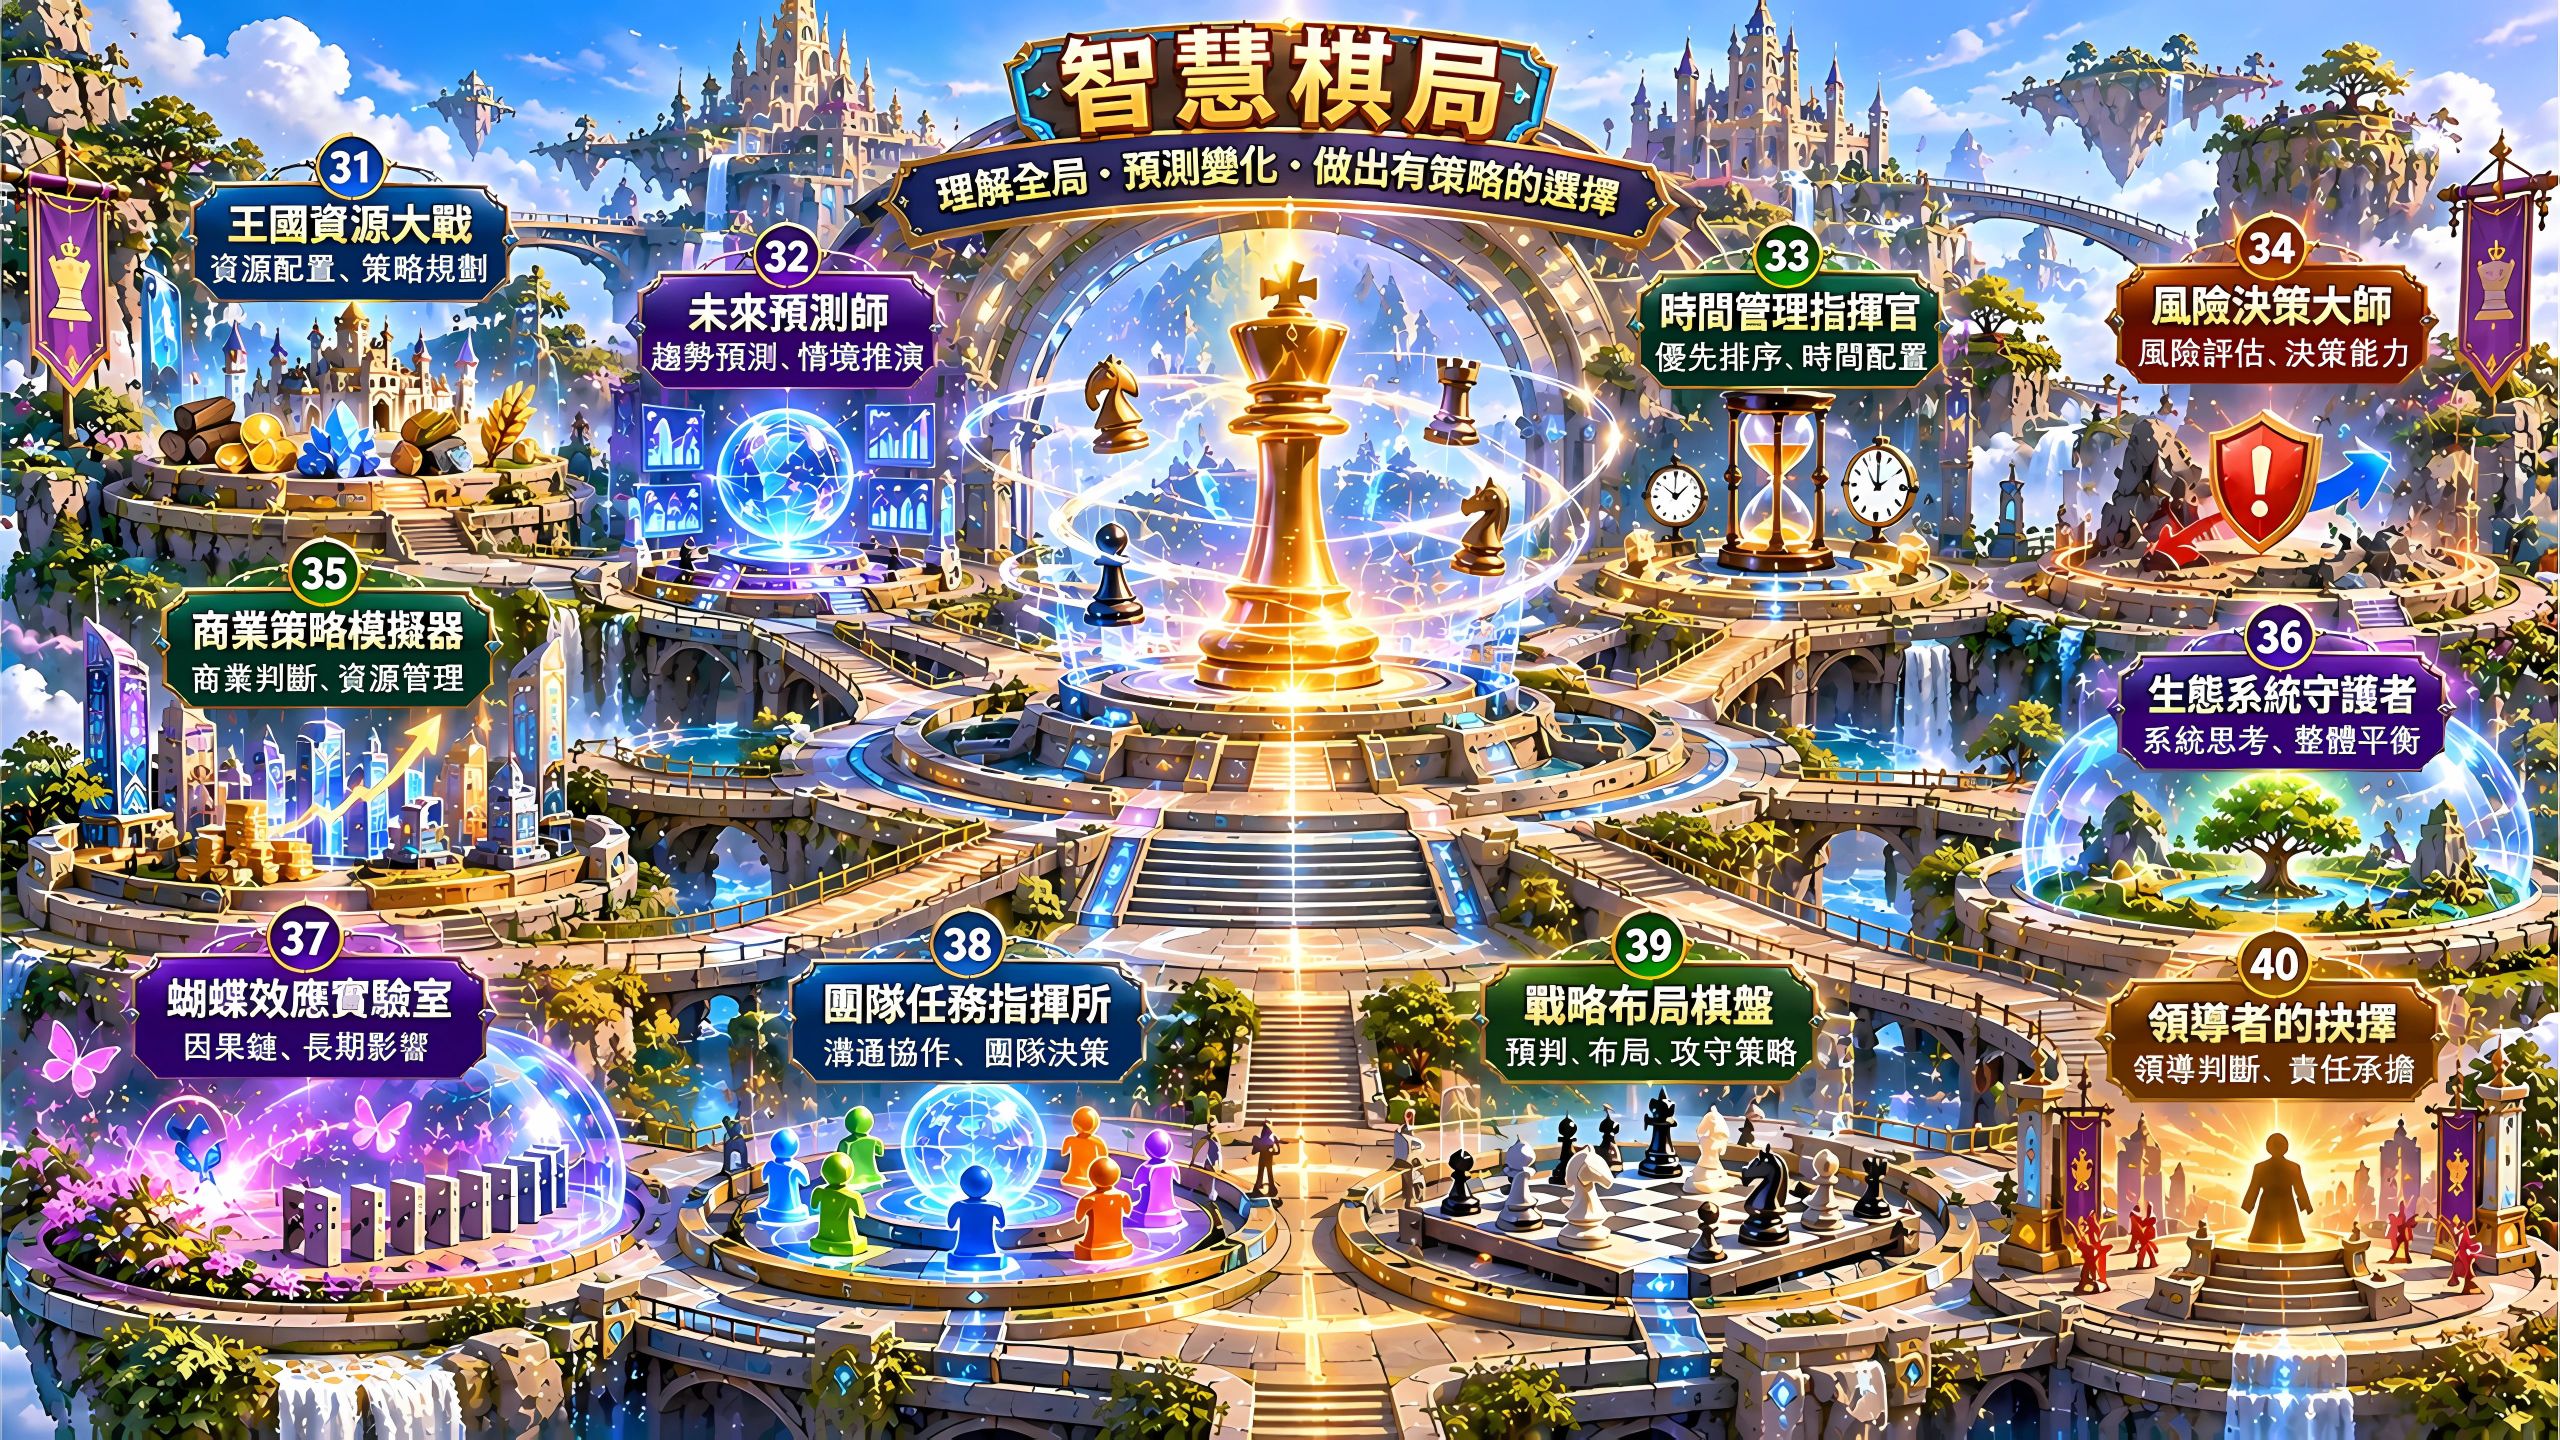 智慧棋局
理解全局・預測變化・做出有策略的選擇
31
王國資源大戰
資源配置、策略規劃
32
未來預測師
趨勢預測、情境推演
33
時間管理指揮官
優先排序、時間配置
34
風險決策大師
風險評估、決策能力
35
商業策略模擬器
商業判斷、資源管理
36
生態系統守護者
系統思考、整體平衡
37
蝴蝶效應實驗室
因果鏈、長期影響
38
團隊任務指揮所
溝通協作、團隊決策
39
戰略布局棋盤
預判、布局、攻守策略
40
領導者的抉擇
領導判斷、責任承擔